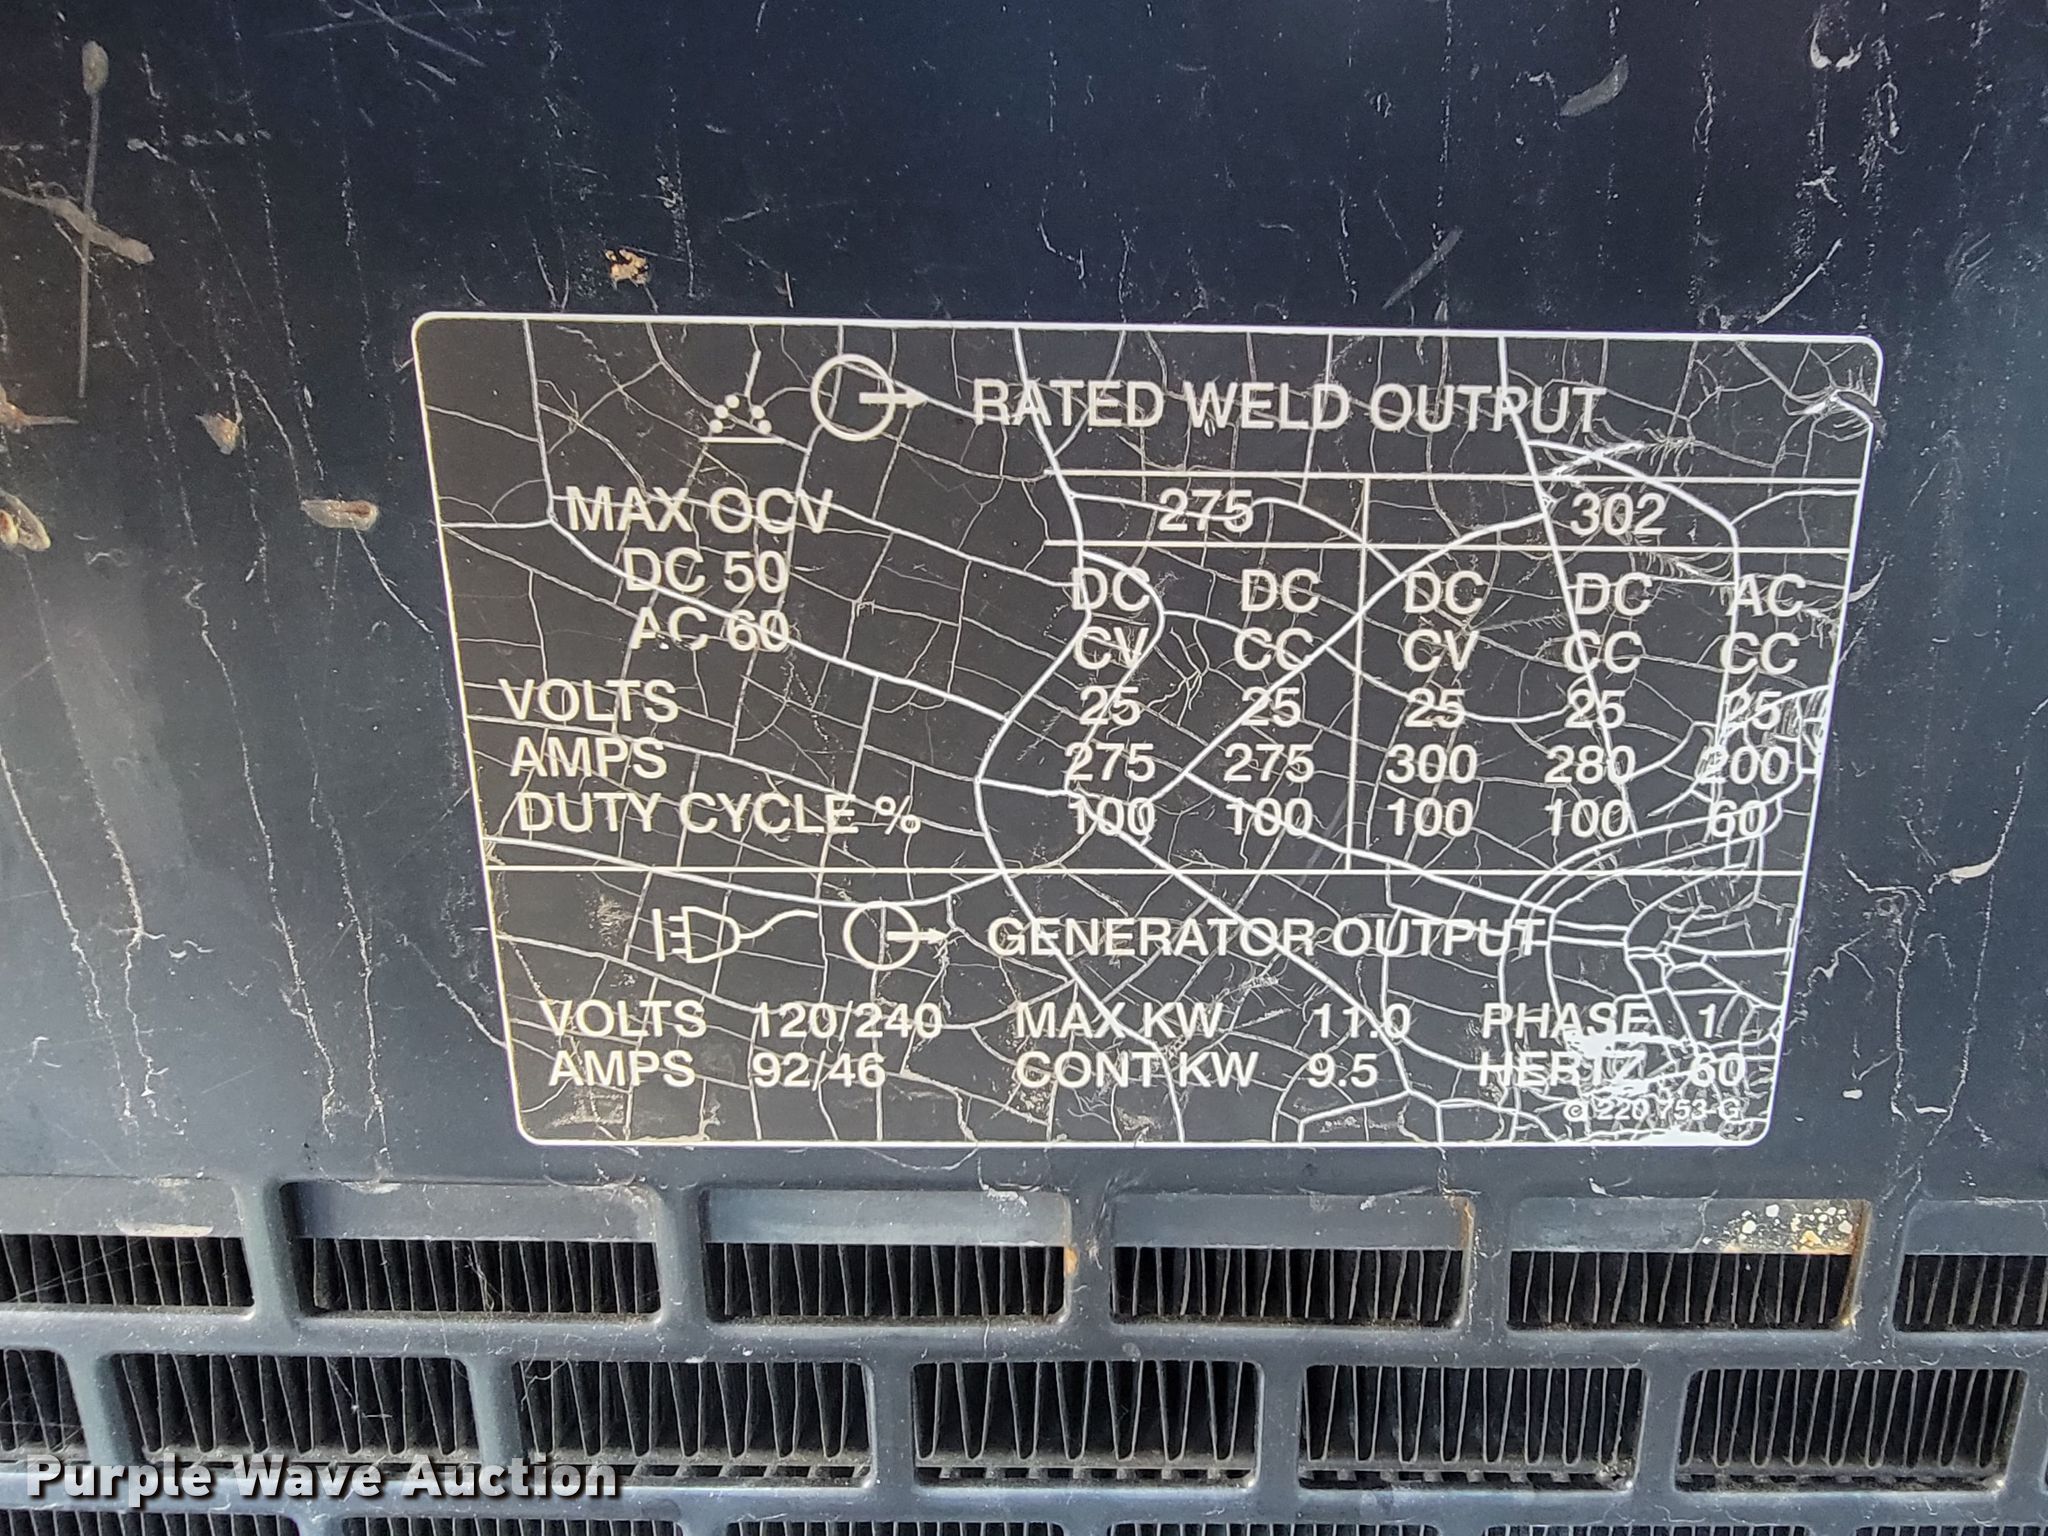 RATED WELD OUTPUT
MAX OCV 275 302
DC 50 DC DC DC DC AC
AC 60 CV CC CV CC CC
VOLTS 25 25 25 25 25
AMPS 275 275 300 280 200
DUTY CYCLE % 100 100 100 100 60
GENERATOR OUTPUT
VOLTS 120/240 MAX KW 11.0 PHASE 1
AMPS 92/46 CONT KW 9.5 HERTZ 60
© 220 753-G
Purple Wave Auction